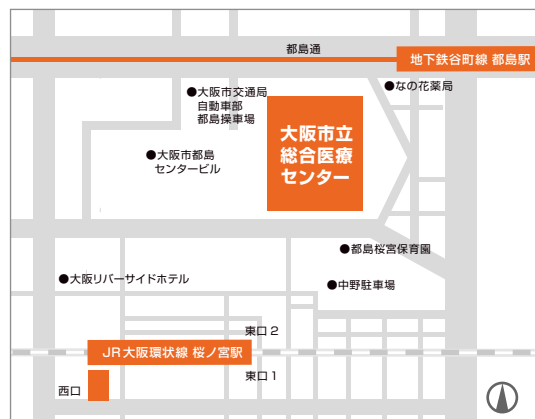 都島通
地下鉄谷町線 都島駅
●大阪市交通局
自動車部
都島操車場
●なの花薬局
大阪市立
総合医療
センター
●大阪市都島
センタービル
●都島桜宮保育園
●大阪リバーサイドホテル
●中野駐車場
東口2
JR大阪環状線 桜ノ宮駅
東口1
西口